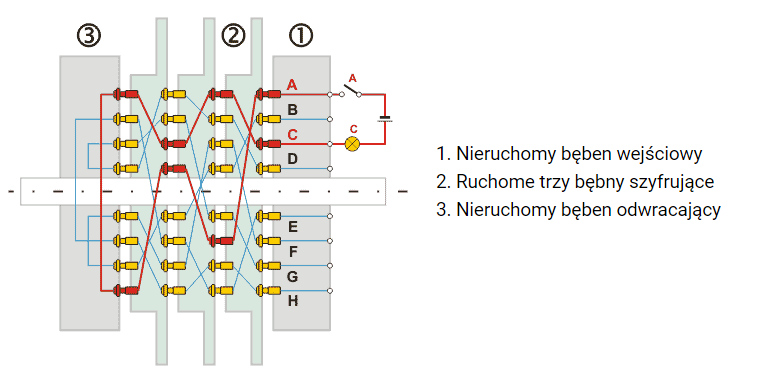 ③ ② ①
A
A
B
C
C
D
E
F
G
H
1. Nieruchomy bęben wejściowy
2. Ruchome trzy bębny szyfrujące
3. Nieruchomy bęben odwracający